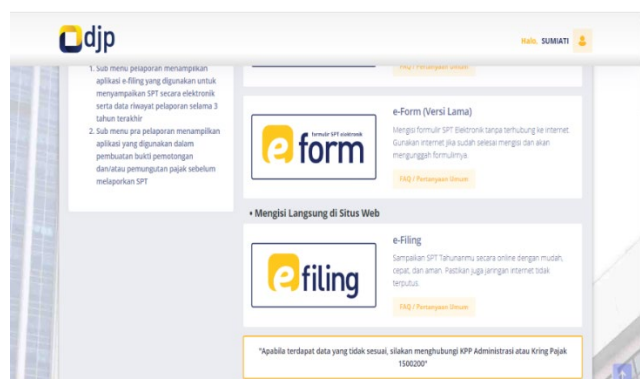 djp
Halo, SUMIATI
1. Sub menu pelaporan menampilkan
aplikasi e-filing yang digunakan untuk
menyampaikan SPT secara elektronik
serta data riwayat pelaporan selama 3
tahun terakhir
2. Sub menu pra pelaporan menampilkan
aplikasi yang digunakan dalam
pembuatan bukti pemotongan
dan/atau pemungutan pajak sebelum
melaporkan SPT
FAQ / Pertanyaan Umum
formulir SPT elektronik
e form
e-Form (Versi Lama)
Mengisi formulir SPT Elektronik tanpa terhubung ke internet.
Gunakan internet jika sudah selesai mengisi dan akan
mengunggah formulirnya.
FAQ / Pertanyaan Umum
Mengisi Langsung di Situs Web
e filing
e-Filing
Sampaikan SPT Tahunanmu secara online dengan mudah,
cepat, dan aman. Pastikan juga jaringan internet tidak
terputus.
FAQ / Pertanyaan Umum
"Apabila terdapat data yang tidak sesuai, silakan menghubungi KPP Administrasi atau Kring Pajak
1500200"